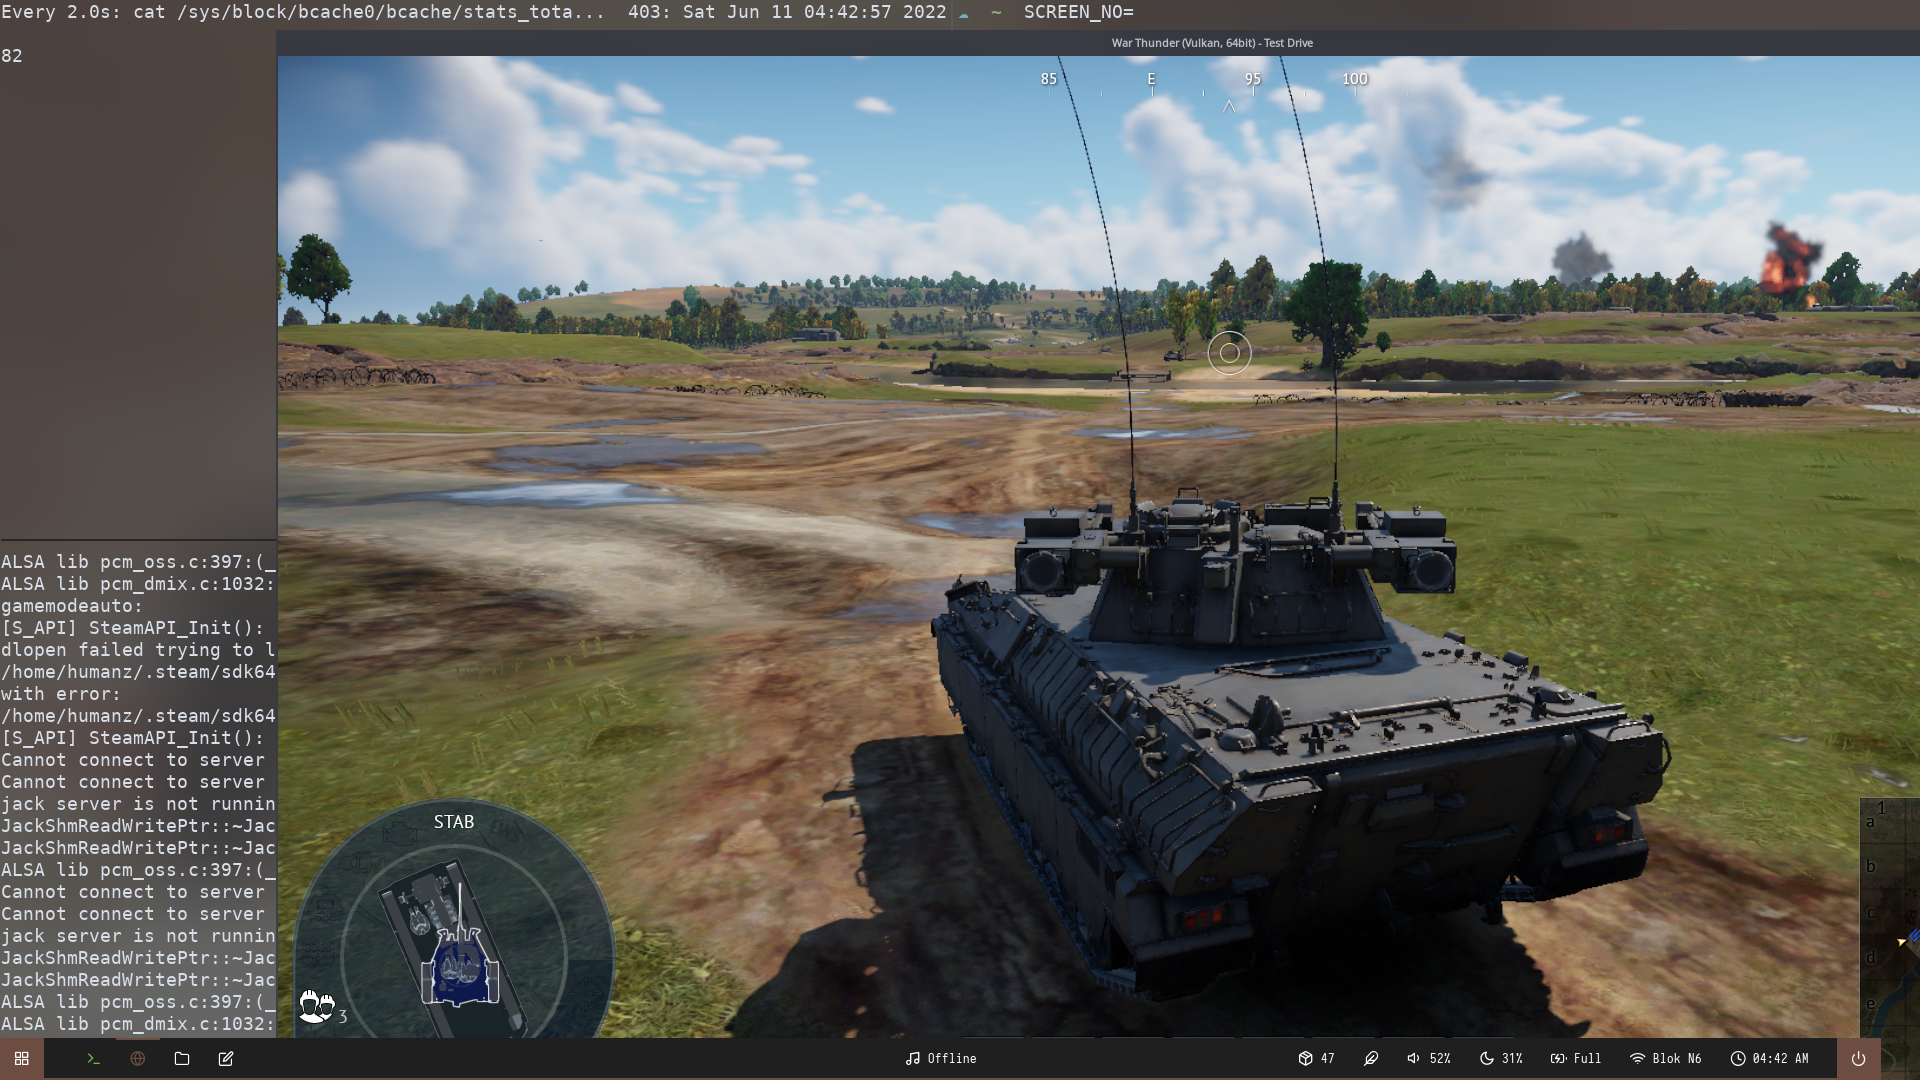 Every 2.0s: cat /sys/block/bcache0/bcache/stats_tota... 403: Sat Jun 11 04:42:57 2022
~ SCREEN_NO=
82
War Thunder (Vulkan, 64bit) - Test Drive
85 E 95 100
ALSA lib pcm_oss.c:397:(_
ALSA lib pcm_dmix.c:1032:
gamemodeauto:
[S_API] SteamAPI_Init():
dlopen failed trying to l
/home/humanz/.steam/sdk64
with error:
/home/humanz/.steam/sdk64
[S_API] SteamAPI_Init():
Cannot connect to server
Cannot connect to server
jack server is not runnin
JackShmReadWritePtr::~Jac
JackShmReadWritePtr::~Jac
ALSA lib pcm_oss.c:397:(_
Cannot connect to server
Cannot connect to server
jack server is not runnin
JackShmReadWritePtr::~Jac
JackShmReadWritePtr::~Jac
ALSA lib pcm_oss.c:397:(_
ALSA lib pcm_dmix.c:1032:
STAB
3
1
a
b
c
d
e
Offline
47
52%
31%
Full
Blok N6
04:42 AM